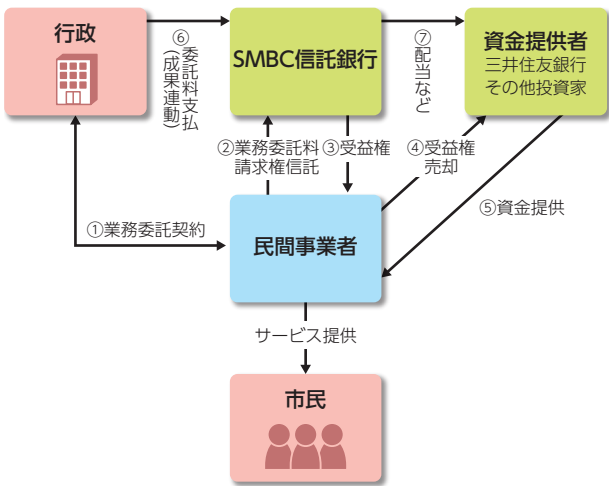 行政
⑥委託料支払
(成果連動)
SMBC信託銀行
⑦配当など
資金提供者
三井住友銀行
その他投資家
②業務委託料
請求権信託
③受益権
④受益権
売却
①業務委託契約
⑤資金提供
民間事業者
サービス提供
市民